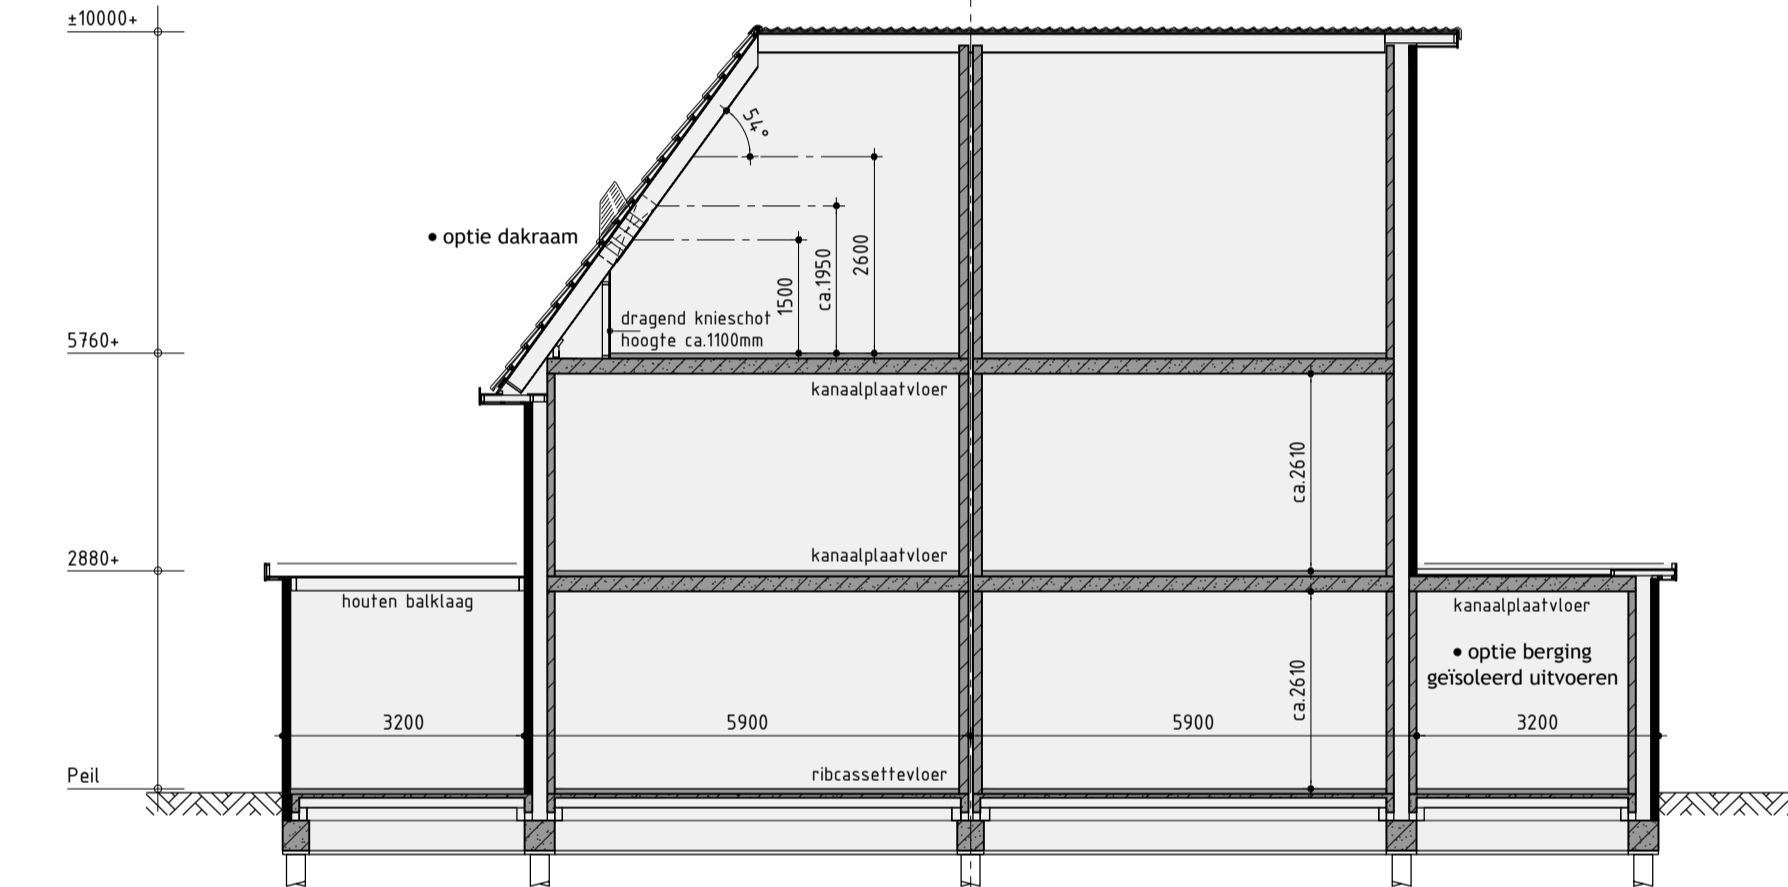 ±10000+
54°
• optie dakraam
1500
ca.1950
2600
dragend knieschot
hoogte ca.1100mm
5760+
kanaalplaatvloer
ca.2610
kanaalplaatvloer
2880+
houten balklaag
kanaalplaatvloer
• optie berging
geïsoleerd uitvoeren
ca.2610
3200
5900
5900
3200
Peil
ribcassettevloer